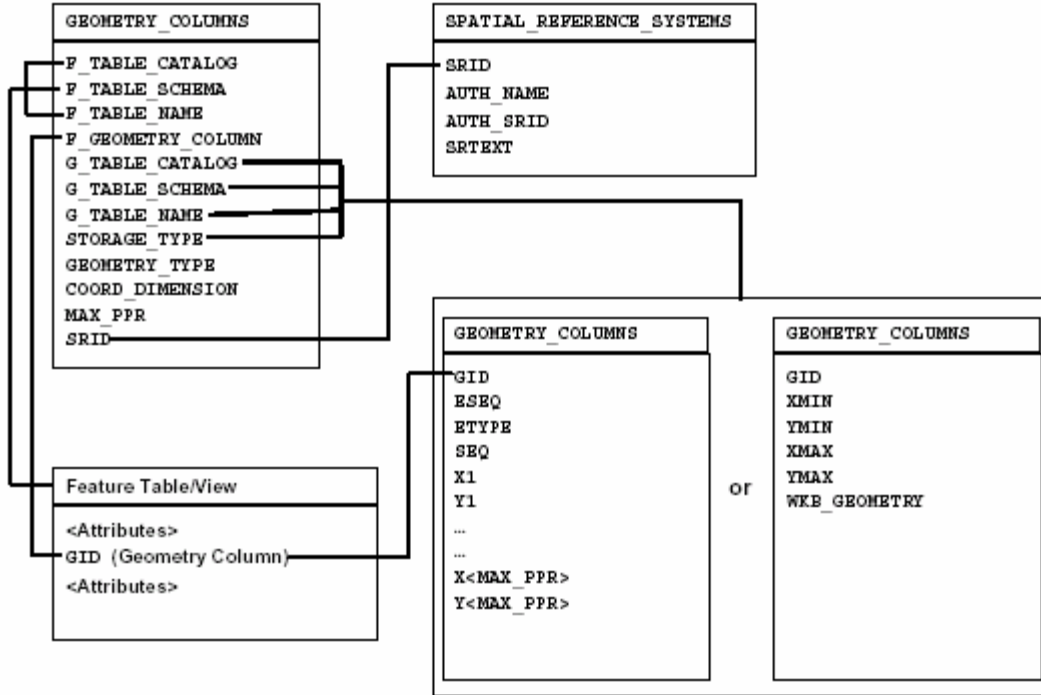 GEOMETRY_COLUMNS
F_TABLE_CATALOG
F_TABLE_SCHEMA
F_TABLE_NAME
F_GEOMETRY_COLUMN
G_TABLE_CATALOG
G_TABLE_SCHEMA
G_TABLE_NAME
STORAGE_TYPE
GEOMETRY_TYPE
COORD_DIMENSION
MAX_PPR
SRID
SPATIAL_REFERENCE_SYSTEMS
SRID
AUTH_NAME
AUTH_SRID
SRTEXT
Feature Table/View
<Attributes>
GID (Geometry Column)
<Attributes>
GEOMETRY_COLUMNS
GID
ESEQ
ETYPE
SEQ
X1
Y1
…
…
X<MAX_PPR>
Y<MAX_PPR>
or
GEOMETRY_COLUMNS
GID
XMIN
YMIN
XMAX
YMAX
WKB_GEOMETRY